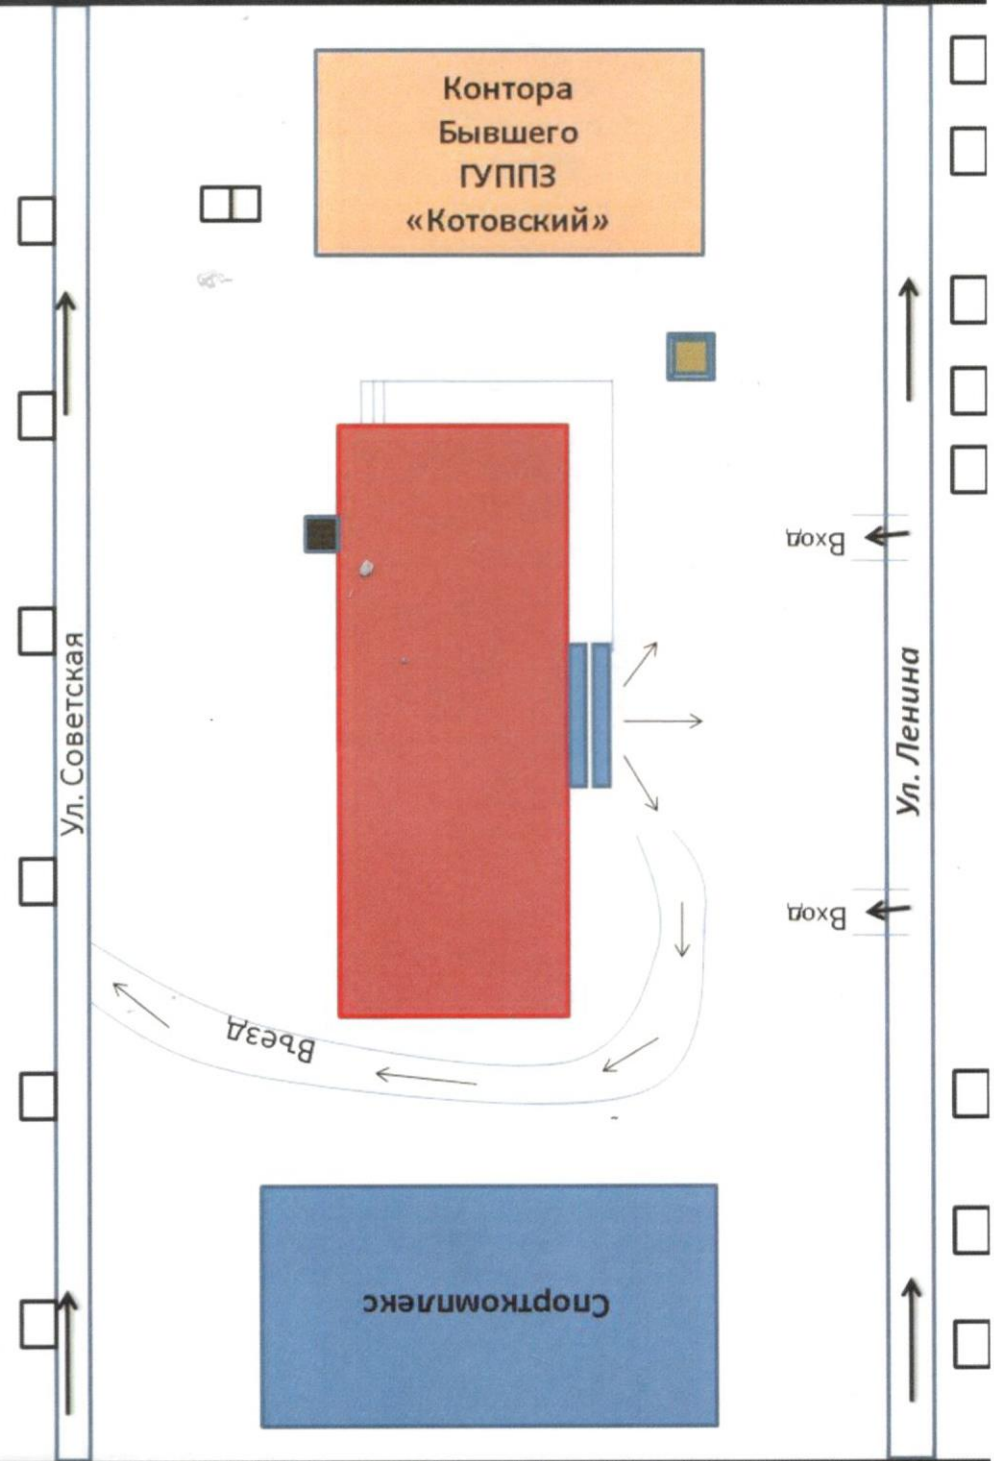 Контора
Бывшего
ГУППЗ
«Котовский»
Вход
Ул. Советская
Ул. Ленина
Вход
Въезд
Спорткомплекс